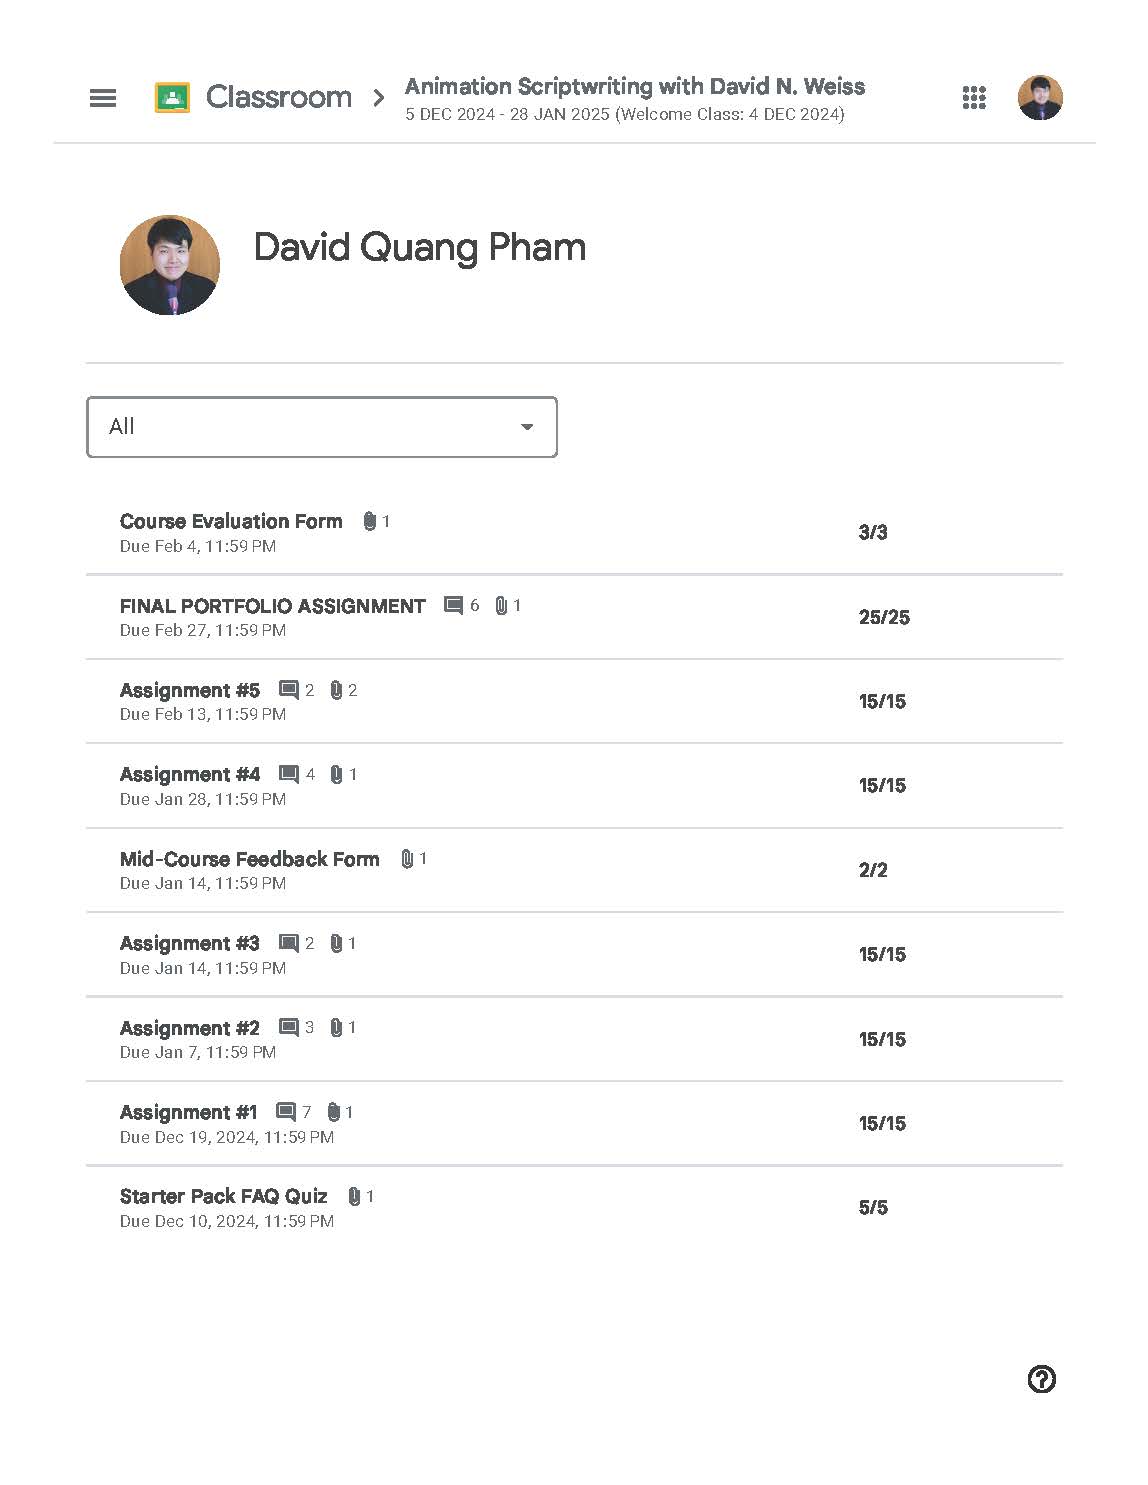 Classroom
Animation Scriptwriting with David N. Weiss
5 DEC 2024 - 28 JAN 2025 (Welcome Class: 4 DEC 2024)
David Quang Pham
All
Course Evaluation Form 1
Due Feb 4, 11:59 PM
3/3
FINAL PORTFOLIO ASSIGNMENT 6 1
Due Feb 27, 11:59 PM
25/25
Assignment #5 2 2
Due Feb 13, 11:59 PM
15/15
Assignment #4 4 1
Due Jan 28, 11:59 PM
15/15
Mid-Course Feedback Form 1
Due Jan 14, 11:59 PM
2/2
Assignment #3 2 1
Due Jan 14, 11:59 PM
15/15
Assignment #2 3 1
Due Jan 7, 11:59 PM
15/15
Assignment #1 7 1
Due Dec 19, 2024, 11:59 PM
15/15
Starter Pack FAQ Quiz 1
Due Dec 10, 2024, 11:59 PM
5/5